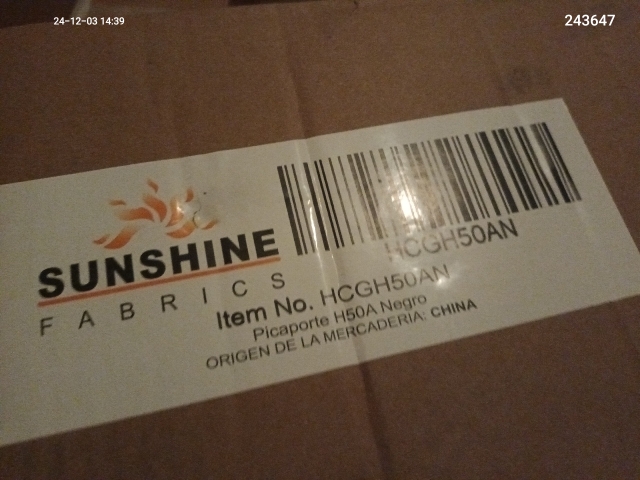 24-12-03 14:39
243647
SUNSHINE
FABRICS
HCGH50AN
Item No. HCGH50AN
Picaporte H50A Negro
ORIGEN DE LA MERCADERIA: CHINA